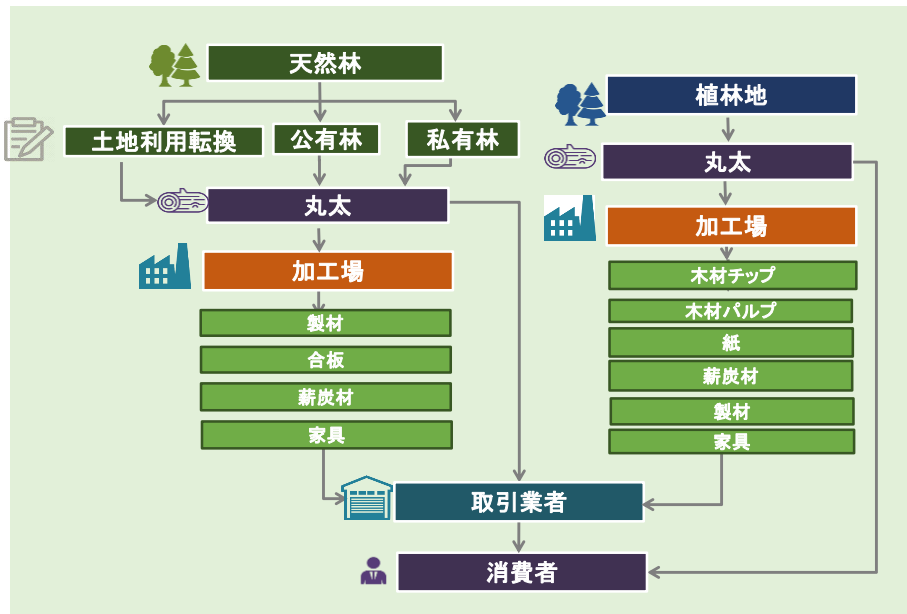 天然林
土地利用転換
公有林
私有林
丸太
加工場
製材
合板
薪炭材
家具
植林地
丸太
加工場
木材チップ
木材パルプ
紙
薪炭材
製材
家具
取引業者
消費者